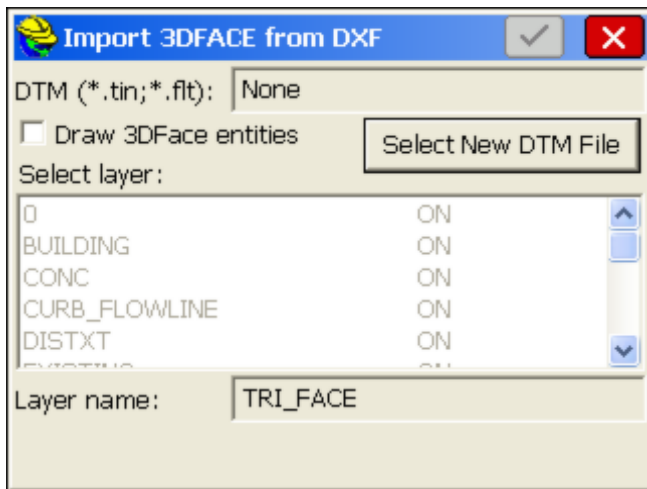 Import 3DFACE from DXF
DTM (*.tin;*.flt): None
Draw 3DFace entities
Select New DTM File
Select layer:
0 ON
BUILDING ON
CONC ON
CURB_FLOWLINE ON
DISTXT ON
Layer name: TRI_FACE